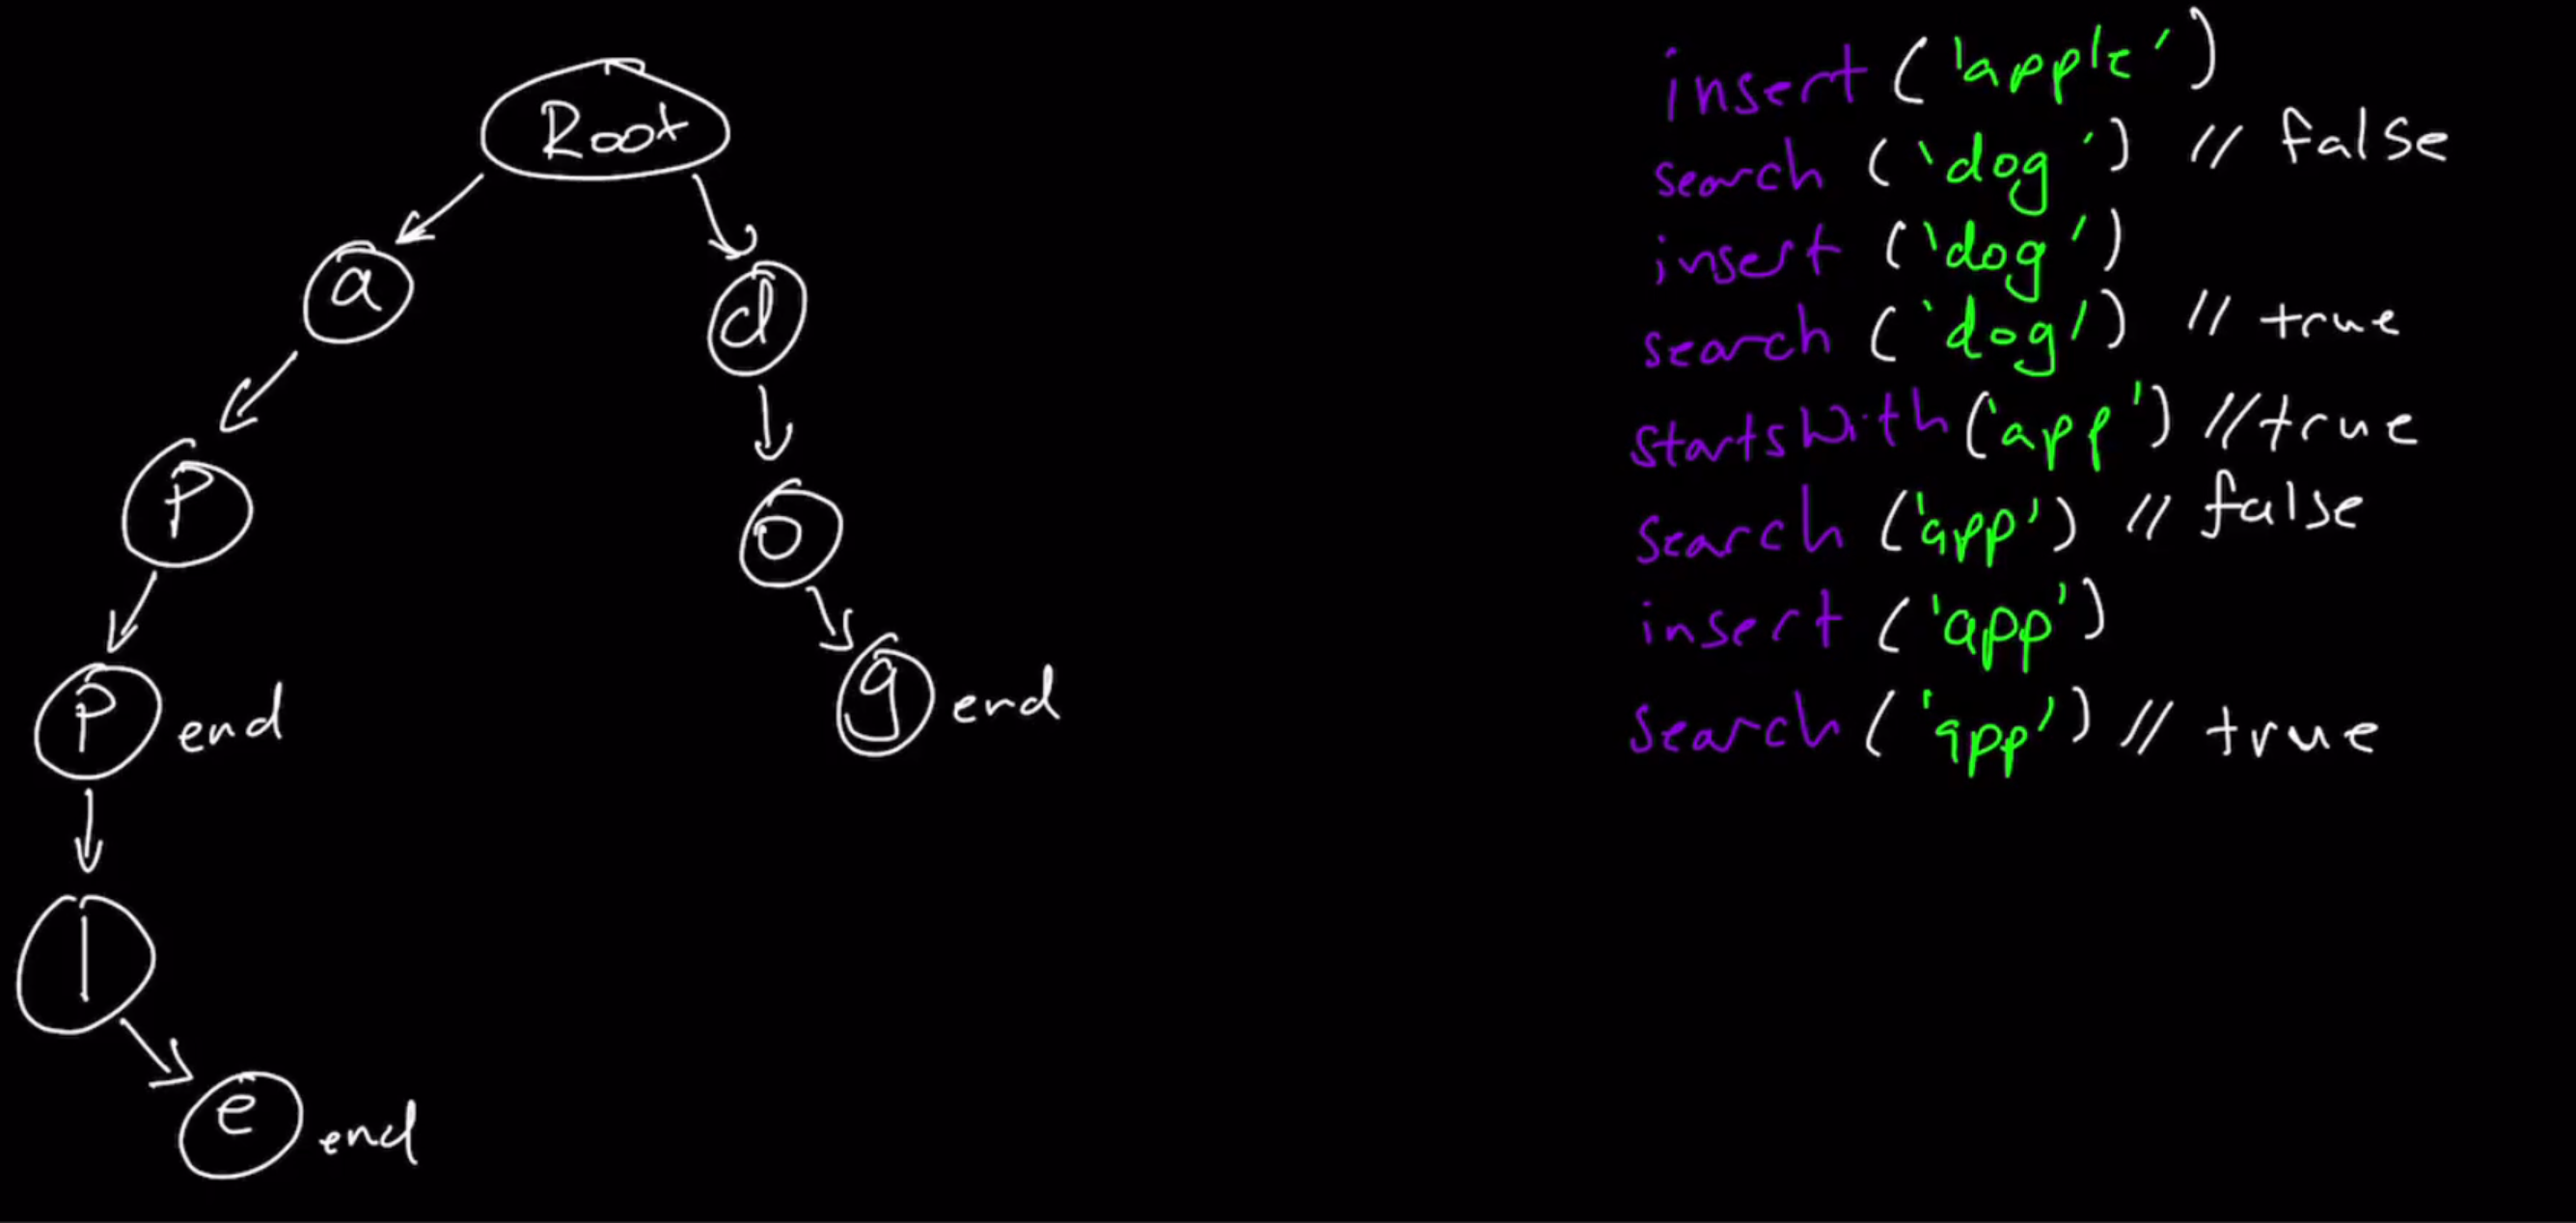 Root
a
d
p
o
p end
g end
l
e end
insert ('apple')
search ('dog') // false
insert ('dog')
search ('dog') // true
startsWith ('app') // true
search ('app') // false
insert ('app')
search ('app') // true